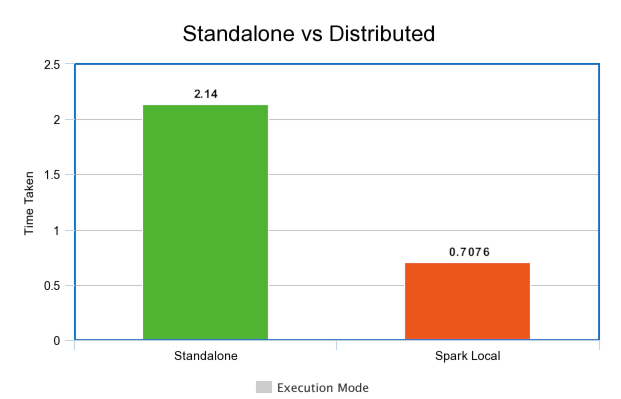 Standalone vs Distributed
2.5
2
1.5
1
0.5
0
Time Taken
2.14
0.7076
Standalone
Spark Local
Execution Mode